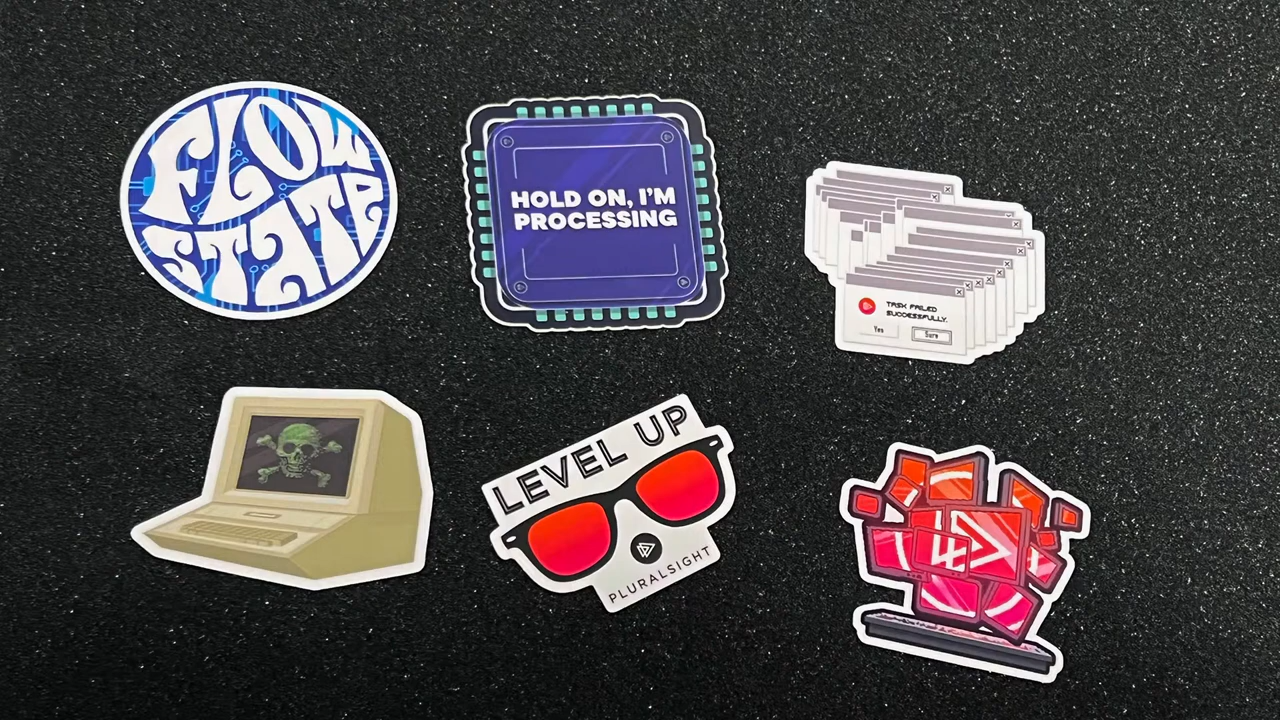 FLOW
STATE
HOLD ON, I'M
PROCESSING
TASK FAILED
SUCCESSFULLY.
Yes
Sure
LEVEL UP
PLURALSIGHT